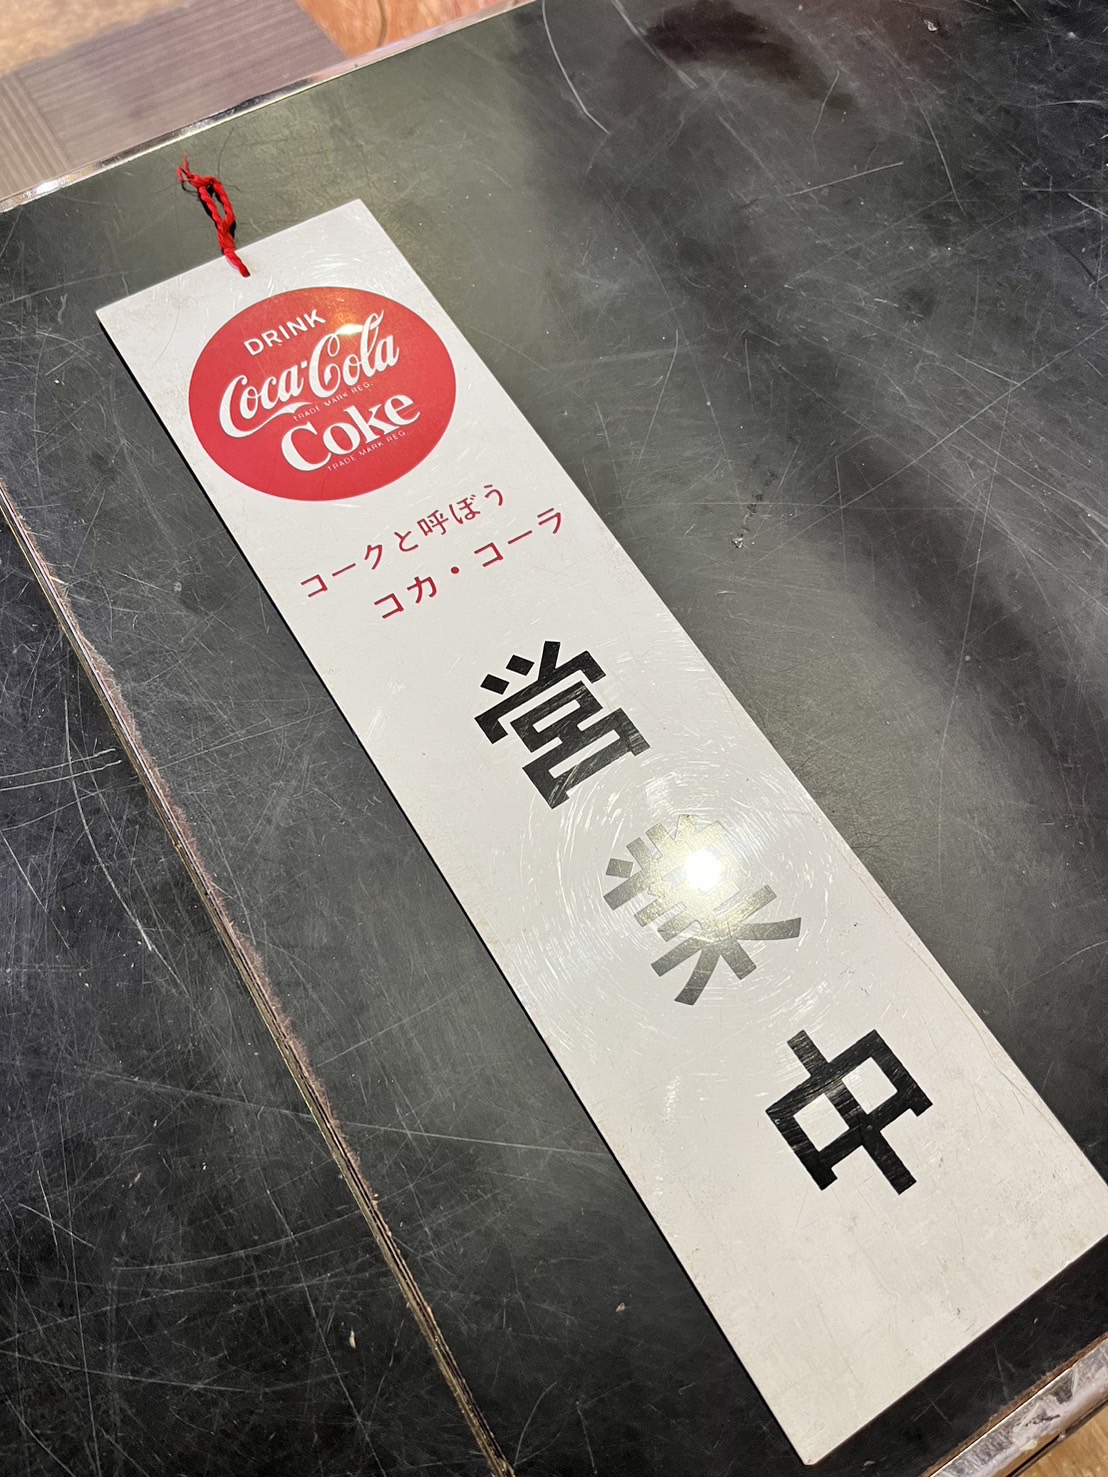 DRINK
Coca-Cola
TRADE MARK REG.
Coke
TRADE MARK REG.
コークと呼ぼう
コカ・コーラ
営業中